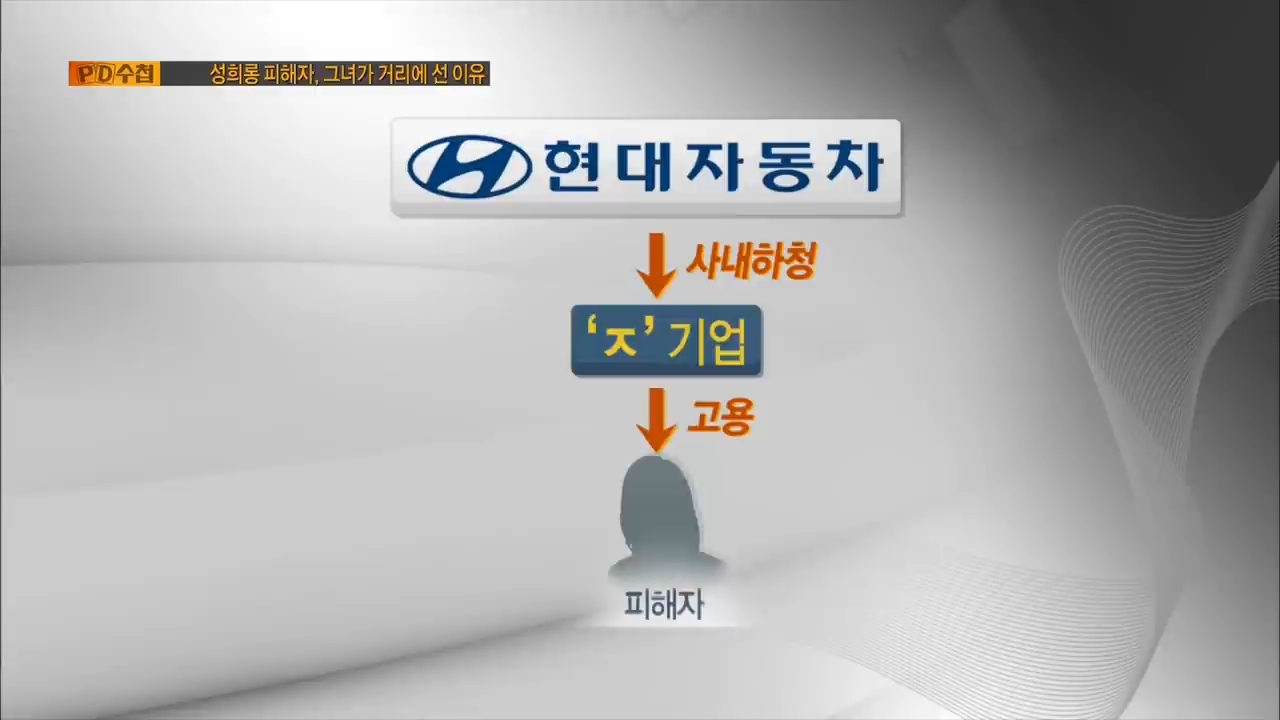 PD수첩 성희롱 피해자, 그녀가 거리에 선 이유
현대자동차
사내하청
‘ㅈ’ 기업
고용
피해자